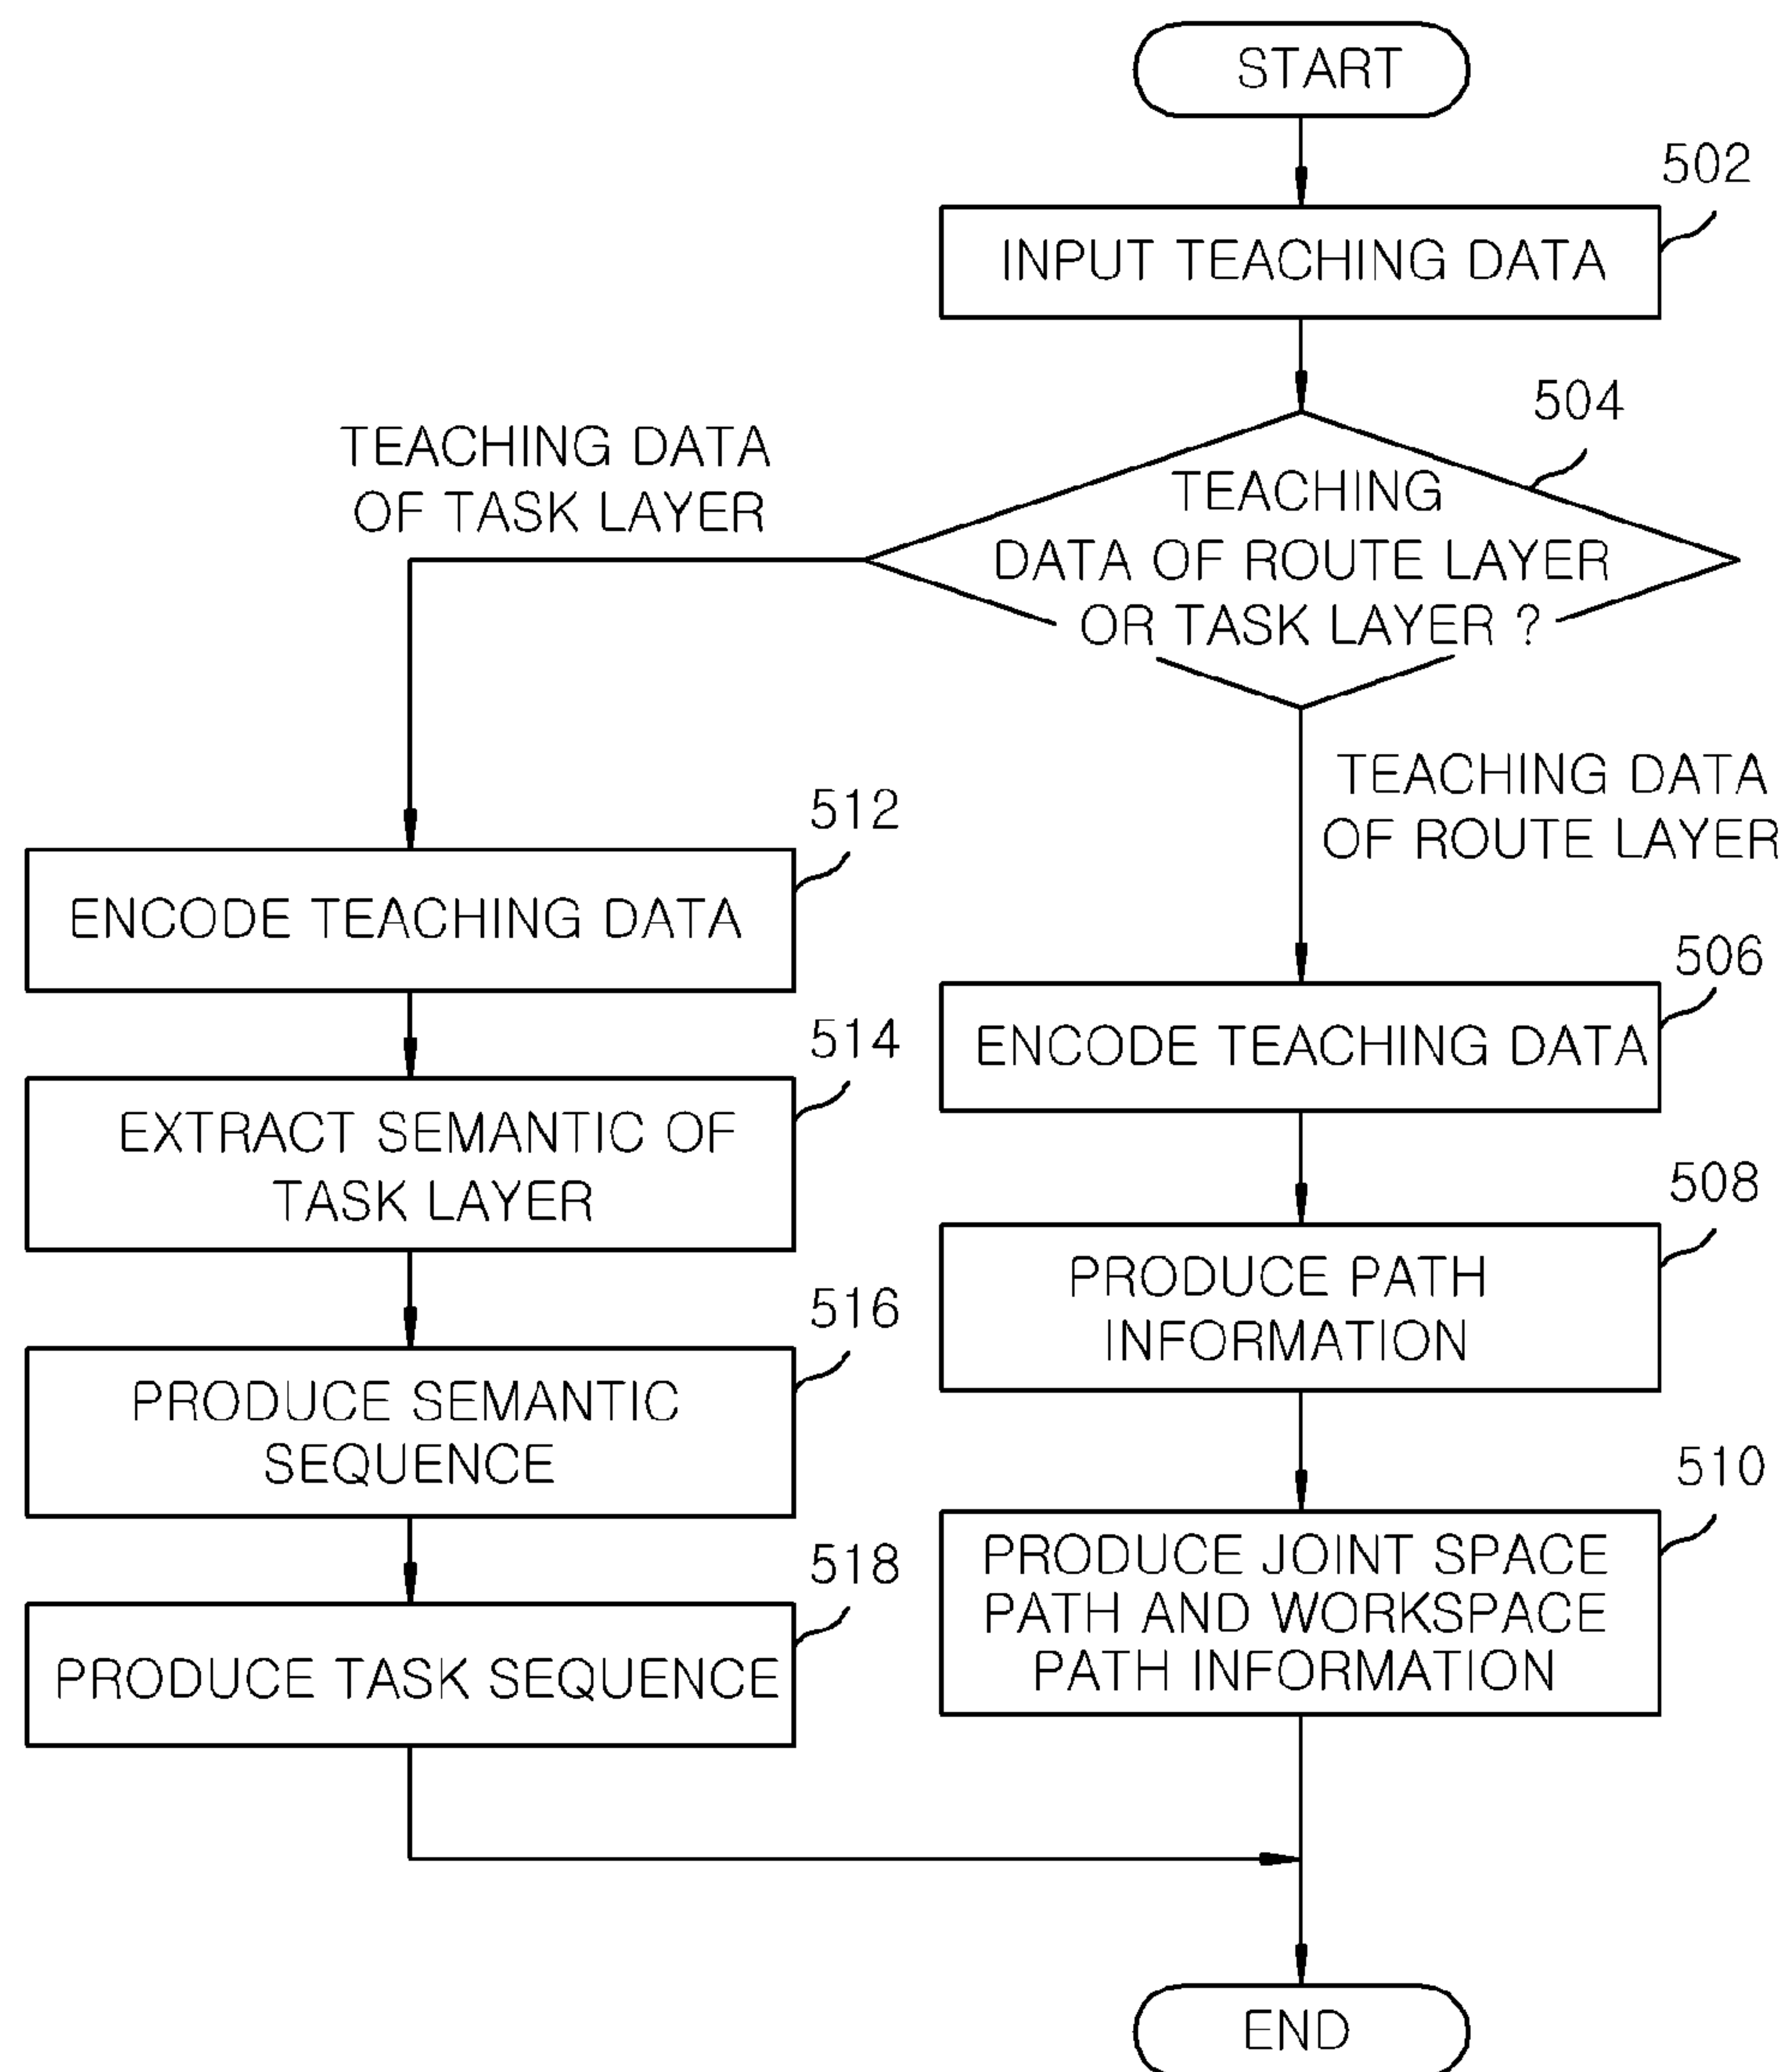 START
502
INPUT TEACHING DATA
504
TEACHING
DATA OF ROUTE LAYER
OR TASK LAYER ?
TEACHING DATA
OF TASK LAYER
TEACHING DATA
OF ROUTE LAYER
512
ENCODE TEACHING DATA
514
EXTRACT SEMANTIC OF
TASK LAYER
516
PRODUCE SEMANTIC
SEQUENCE
518
PRODUCE TASK SEQUENCE
506
ENCODE TEACHING DATA
508
PRODUCE PATH
INFORMATION
510
PRODUCE JOINT SPACE
PATH AND WORKSPACE
PATH INFORMATION
END